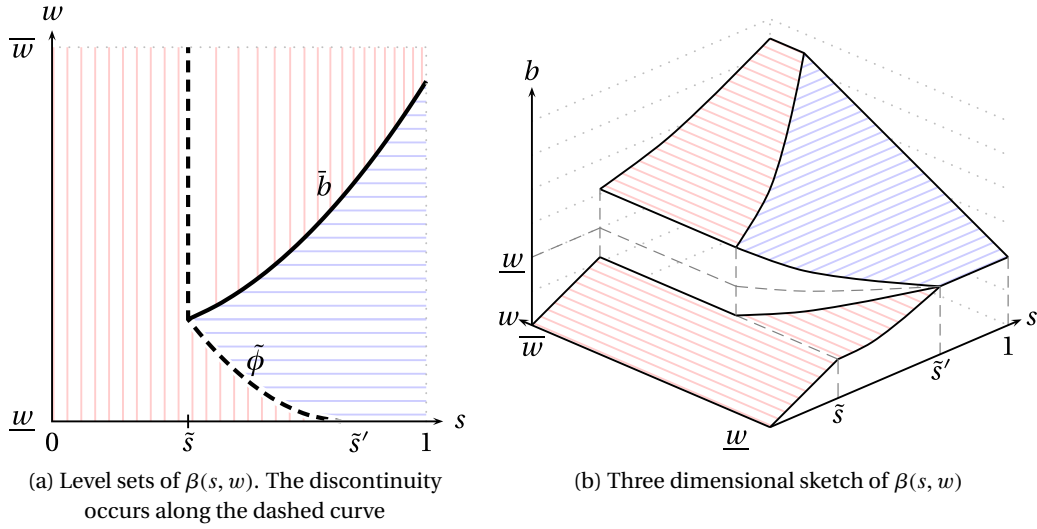 w
w̅
b̄
ϕ̃
w̲
0
s̃
s̃′
1
s
(a) Level sets of β(s, w). The discontinuity
occurs along the dashed curve
b
w̲
w
w̅
s
1
s̃′
s̃
w̲
(b) Three dimensional sketch of β(s, w)